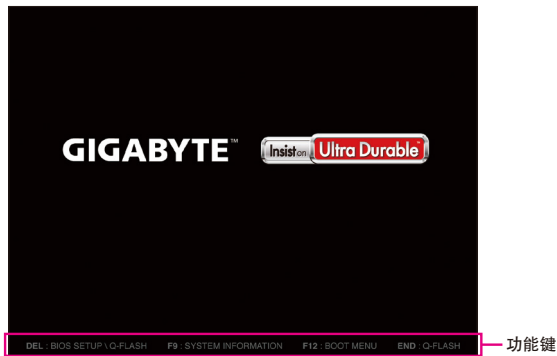 GIGABYTE™
Insist on Ultra Durable™
DEL : BIOS SETUP \ Q-FLASH F9 : SYSTEM INFORMATION F12 : BOOT MENU END : Q-FLASH
功能键